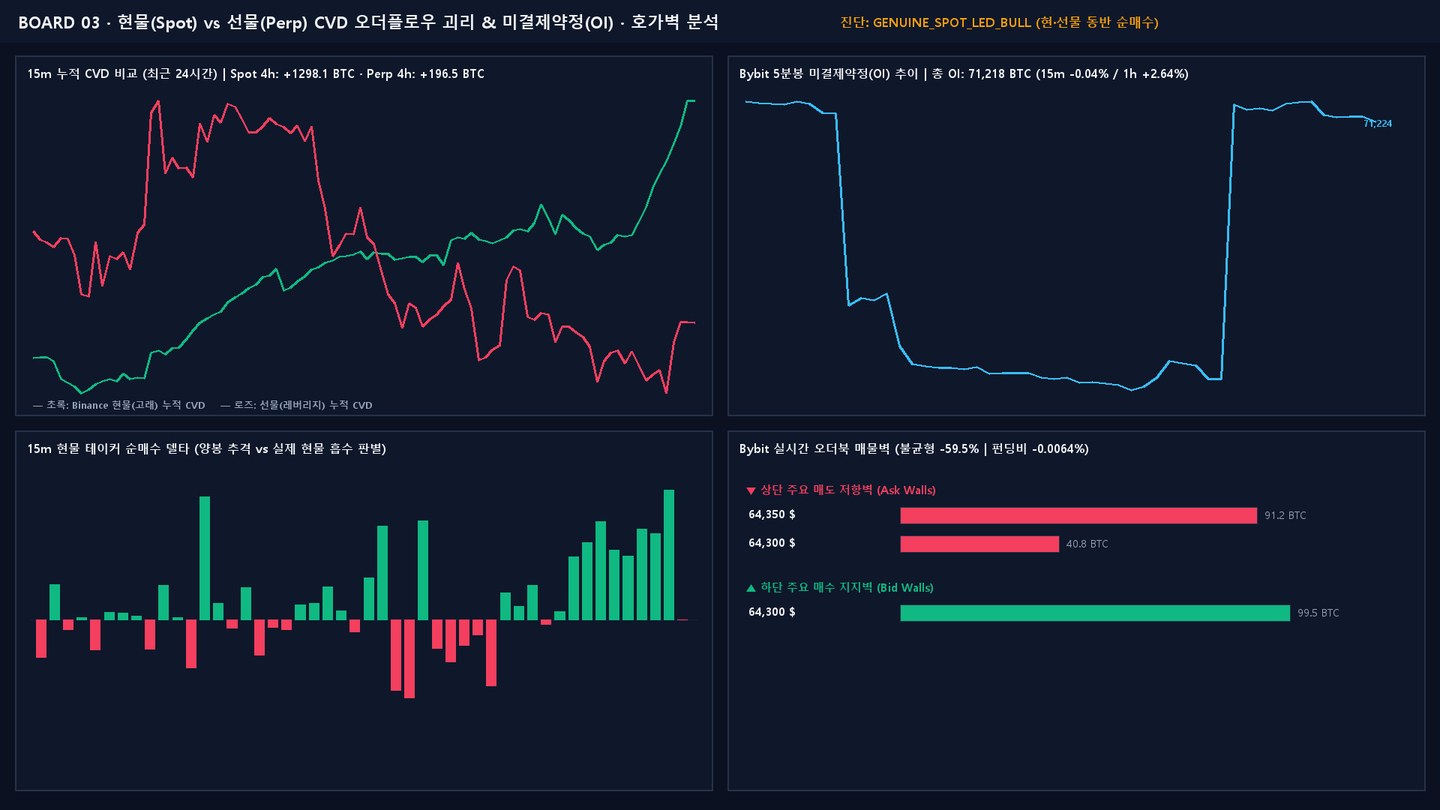 BOARD 03 · 현물(Spot) vs 선물(Perp) CVD 오더플로우 괴리 & 미결제약정(OI) · 호가벽 분석
진단: GENUINE_SPOT_LED_BULL (현·선물 동반 순매수)
15m 누적 CVD 비교 (최근 24시간) | Spot 4h: +1298.1 BTC · Perp 4h: +196.5 BTC
— 초록: Binance 현물(고래) 누적 CVD
— 로즈: 선물(레버리지) 누적 CVD
Bybit 5분봉 미결제약정(OI) 추이 | 총 OI: 71,218 BTC (15m -0.04% / 1h +2.64%)
71,224
15m 현물 테이커 순매수 델타 (양봉 추격 vs 실제 현물 흡수 판별)
Bybit 실시간 오더북 매물벽 (불균형 -59.5% | 펀딩비 -0.0064%)
▼ 상단 주요 매도 저항벽 (Ask Walls)
64,350 $ 91.2 BTC
64,300 $ 40.8 BTC
▲ 하단 주요 매수 지지벽 (Bid Walls)
64,300 $ 99.5 BTC